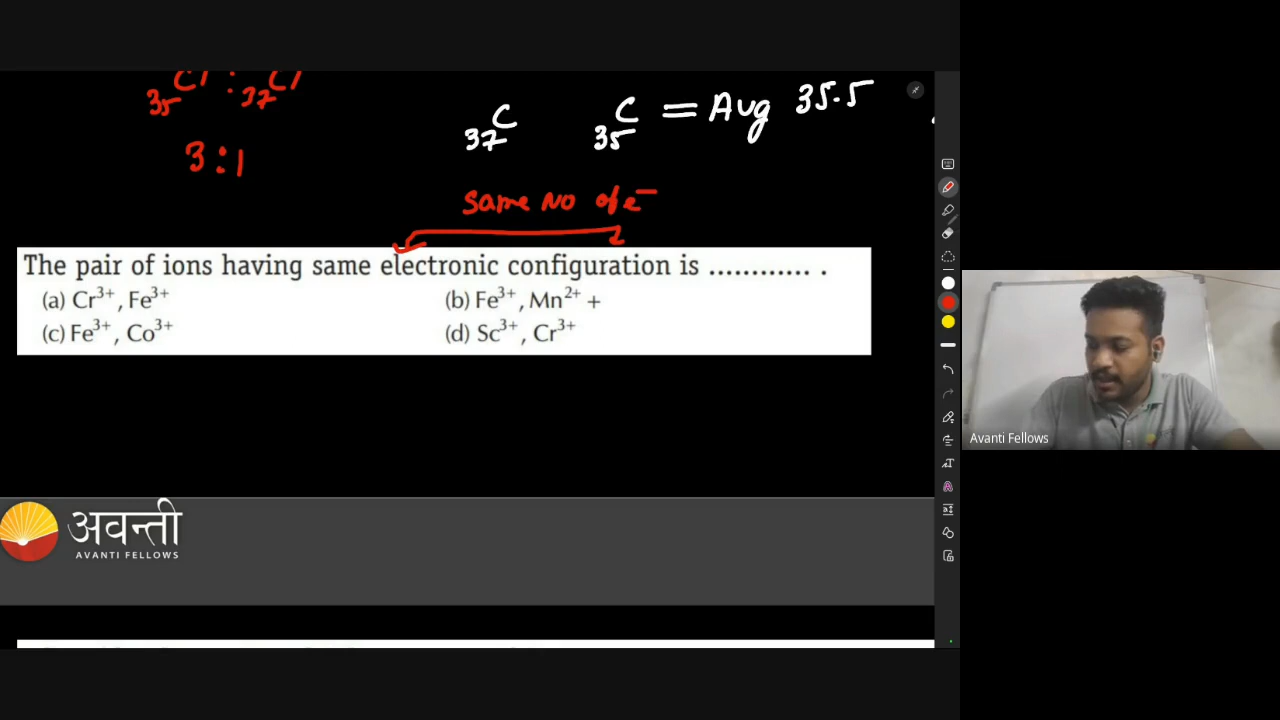 35Cl : 37Cl
3:1
37C 35C = Avg 35.5
Same No of e⁻
The pair of ions having same electronic configuration is ............ .
(a) Cr³⁺, Fe³⁺ (b) Fe³⁺, Mn²⁺ +
(c) Fe³⁺, Co³⁺ (d) Sc³⁺, Cr³⁺
Avanti Fellows
अवन्ती
AVANTI FELLOWS